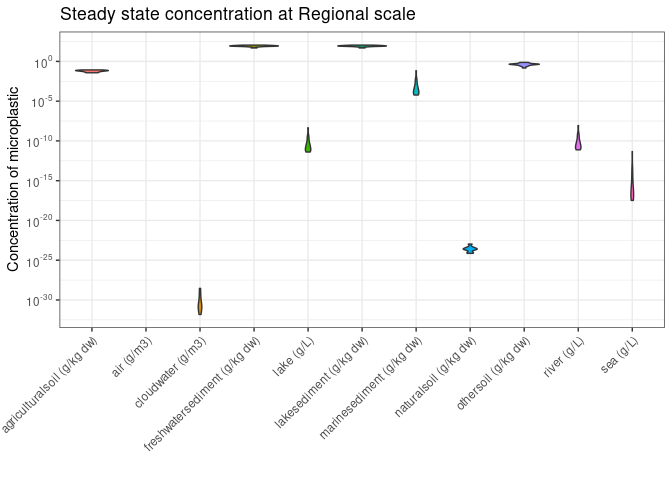 Steady state concentration at Regional scale
Concentration of microplastic
10^0
10^-5
10^-10
10^-15
10^-20
10^-25
10^-30
agriculturalsoil (g/kg dw)
air (g/m3)
cloudwater (g/m3)
freshwatersediment (g/kg dw)
lake (g/L)
lakesediment (g/kg dw)
marinesediment (g/kg dw)
naturalsoil (g/kg dw)
othersoil (g/kg dw)
river (g/L)
sea (g/L)